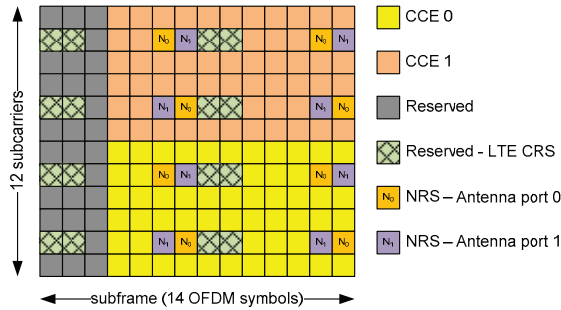 12 subcarriers
N₀ N₁ N₀ N₁
N₁ N₀ N₁ N₀
N₀ N₁ N₀ N₁
N₁ N₀ N₁ N₀
subframe (14 OFDM symbols)
CCE 0
CCE 1
Reserved
Reserved - LTE CRS
N₀ NRS – Antenna port 0
N₁ NRS – Antenna port 1